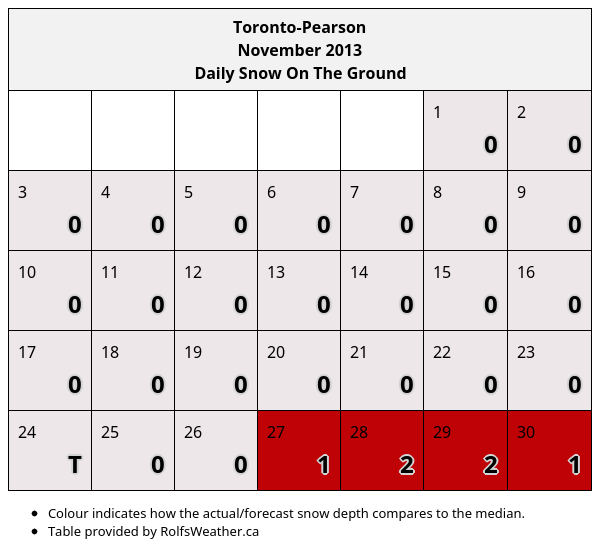 Toronto-Pearson
November 2013
Daily Snow On The Ground
1 2
0 0
3 4 5 6 7 8 9
0 0 0 0 0 0 0
10 11 12 13 14 15 16
0 0 0 0 0 0 0
17 18 19 20 21 22 23
0 0 0 0 0 0 0
24 25 26 27 28 29 30
T 0 0 1 2 2 1
Colour indicates how the actual/forecast snow depth compares to the median.
Table provided by RolfsWeather.ca